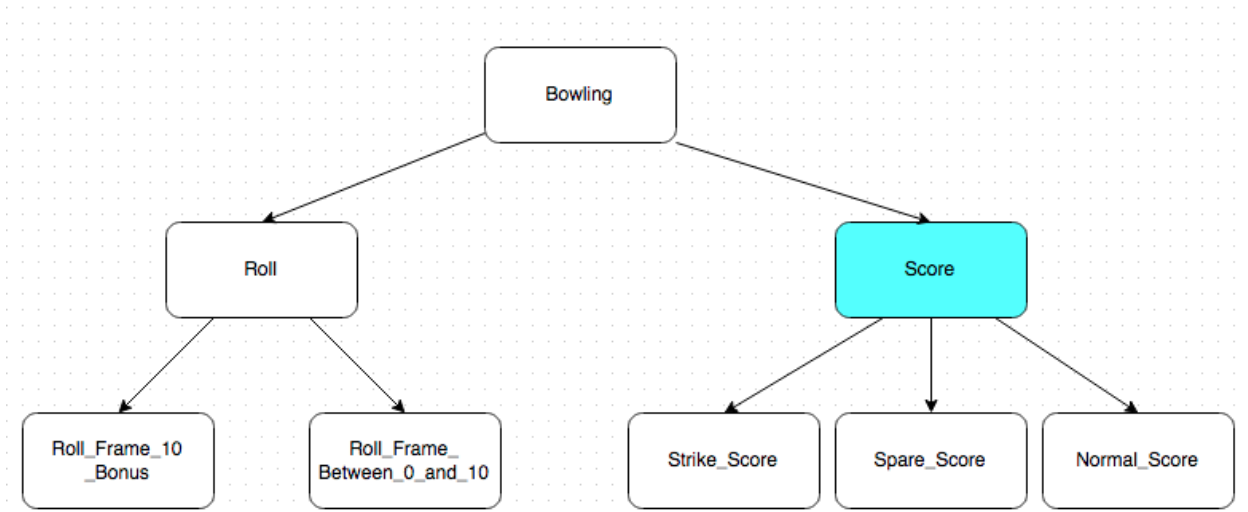 Bowling
Roll
Score
Roll_Frame_10
_Bonus
Roll_Frame_
Between_0_and_10
Strike_Score
Spare_Score
Normal_Score